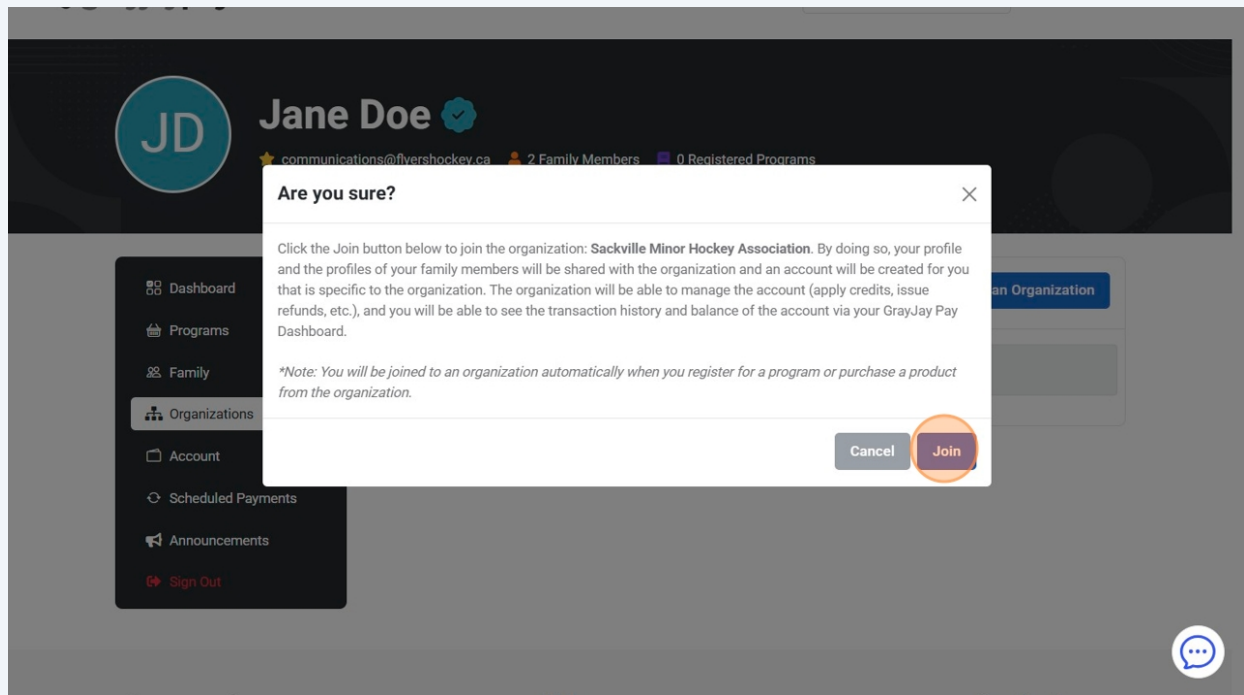 JD
Jane Doe
communications@flyershockey.ca 2 Family Members 0 Registered Programs
Are you sure?
Click the Join button below to join the organization: Sackville Minor Hockey Association. By doing so, your profile
and the profiles of your family members will be shared with the organization and an account will be created for you
that is specific to the organization. The organization will be able to manage the account (apply credits, issue
refunds, etc.), and you will be able to see the transaction history and balance of the account via your GrayJay Pay
Dashboard.
*Note: You will be joined to an organization automatically when you register for a program or purchase a product
from the organization.
Cancel Join
an Organization
Dashboard
Programs
Family
Organizations
Account
Scheduled Payments
Announcements
Sign Out